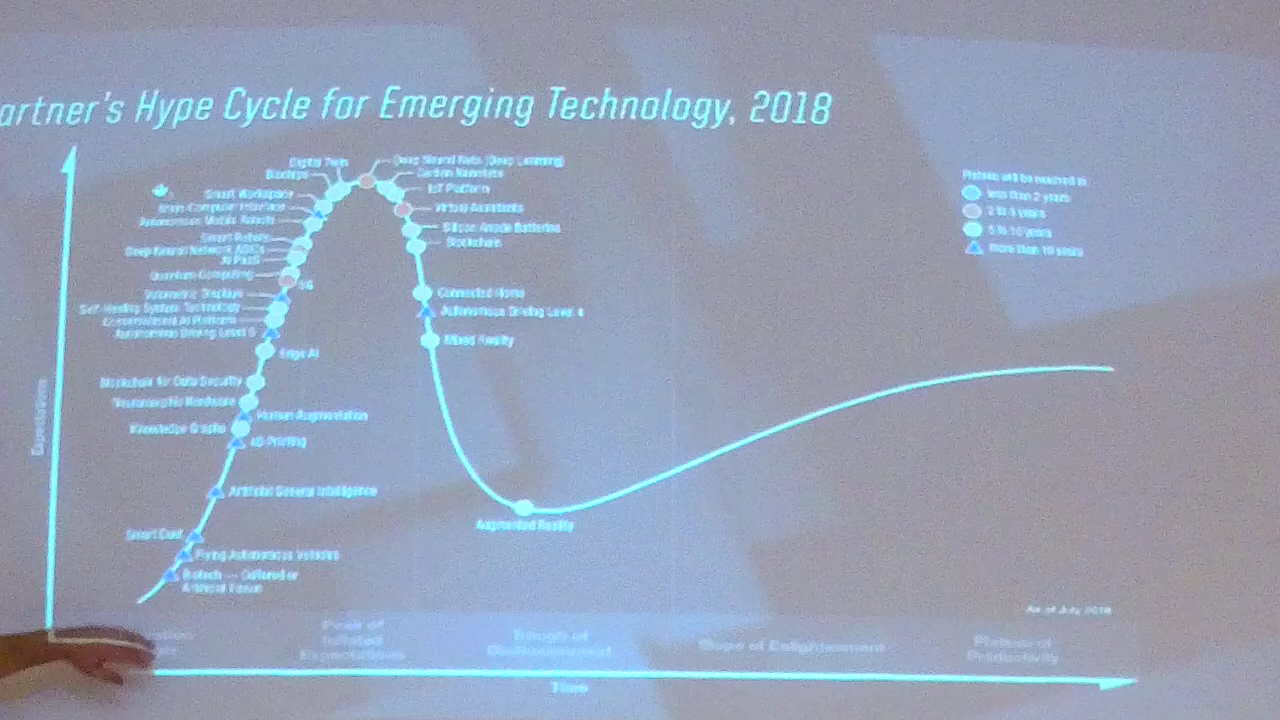 artner's Hype Cycle for Emerging Technology, 2018
Digital Twin
Biochips
Smart Workspace
Brain Computer Interface
Autonomous Mobile Robots
Smart Robots
Deep Neural Network ASICs
AI PaaS
Quantum Computing
5G
Volumetric Displays
Self-Healing System Technology
Conversational AI Platform
Autonomous Driving Level 5
Edge AI
Blockchain for Data Security
Neuromorphic Hardware
Human Augmentation
Knowledge Graphs
4D Printing
Artificial General Intelligence
Smart Dust
Flying Autonomous Vehicles
Biotech — Cultured or
Artificial Tissue
Deep Neural Nets (Deep Learning)
Carbon Nanotube
IoT Platform
Virtual Assistants
Silicon Anode Batteries
Blockchain
Connected Home
Autonomous Driving Level 4
Mixed Reality
Augmented Reality
Plateau will be reached in
less than 2 years
2 to 5 years
5 to 10 years
more than 10 years
As of July 2018
Expectations
Peak of
Inflated
Expectations
Trough of
Disillusionment
Slope of Enlightenment
Plateau of
Productivity
Time